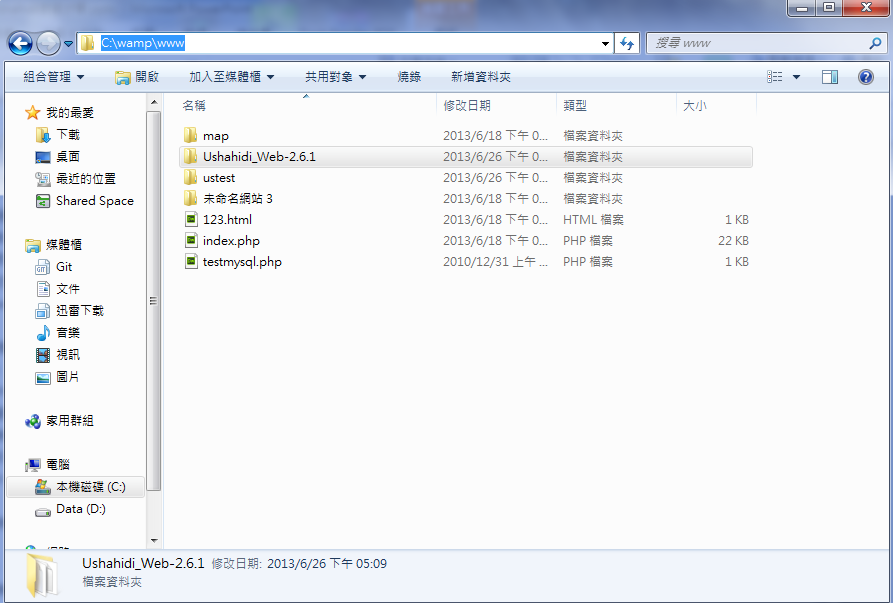 C:\wamp\www
搜尋 www
組合管理 開啟 加入至媒體櫃 共用對象 燒錄 新增資料夾
名稱 修改日期 類型 大小
map 2013/6/18 下午 0... 檔案資料夾
Ushahidi_Web-2.6.1 2013/6/26 下午 0... 檔案資料夾
ustest 2013/6/26 下午 0... 檔案資料夾
未命名網站 3 2013/6/18 下午 0... 檔案資料夾
123.html 2013/6/18 下午 0... HTML 檔案 1 KB
index.php 2013/6/18 下午 0... PHP 檔案 22 KB
testmysql.php 2010/12/31 上午 ... PHP 檔案 1 KB
我的最愛
下載
桌面
最近的位置
Shared Space
媒體櫃
Git
文件
迅雷下載
音樂
視訊
圖片
家用群組
電腦
本機磁碟 (C:)
Data (D:)
Ushahidi_Web-2.6.1 修改日期: 2013/6/26 下午 05:09
檔案資料夾